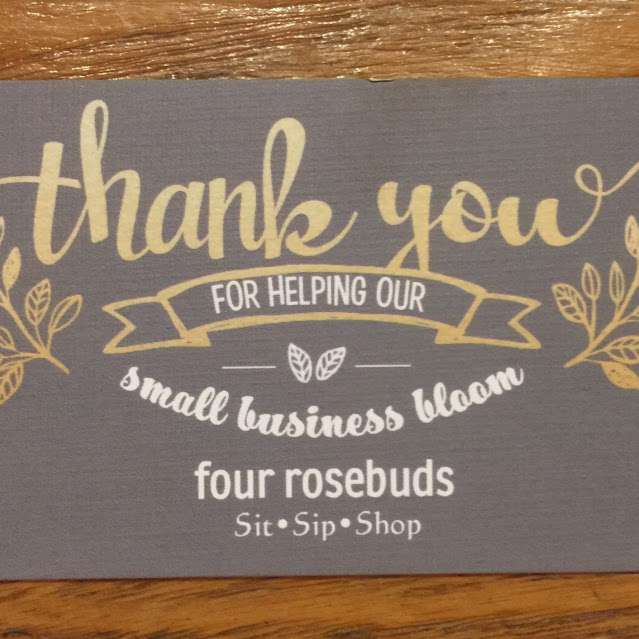 thank you
FOR HELPING OUR
small business bloom
four rosebuds
Sit•Sip•Shop